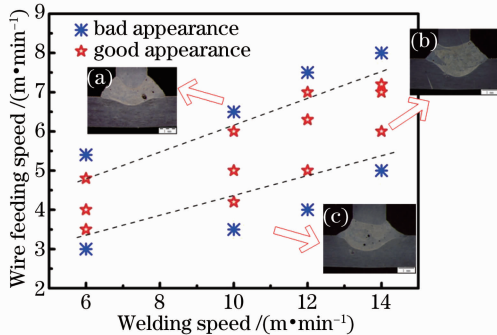 9
8
7
6
5
4
3
2
Wire feeding speed /(m•min⁻¹)
bad appearance
good appearance
(a)
(b)
(c)
6
8
10
12
14
Welding speed /(m•min⁻¹)